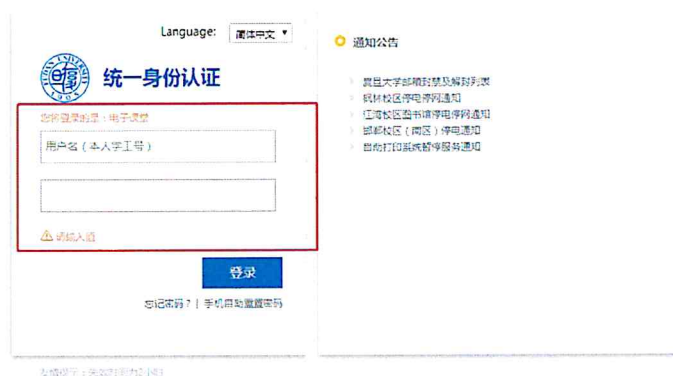 Language: 简体中文
统一身份认证
您将登录的是：电子课堂
用户名（本人学工号）
请输入值
登录
忘记密码？ | 手机自助重置密码
通知公告
复旦大学邮箱封禁及解封列表
枫林校区停电停网通知
江湾校区图书馆停电停网通知
邯郸校区（南区）停电通知
自助打印系统暂停服务通知